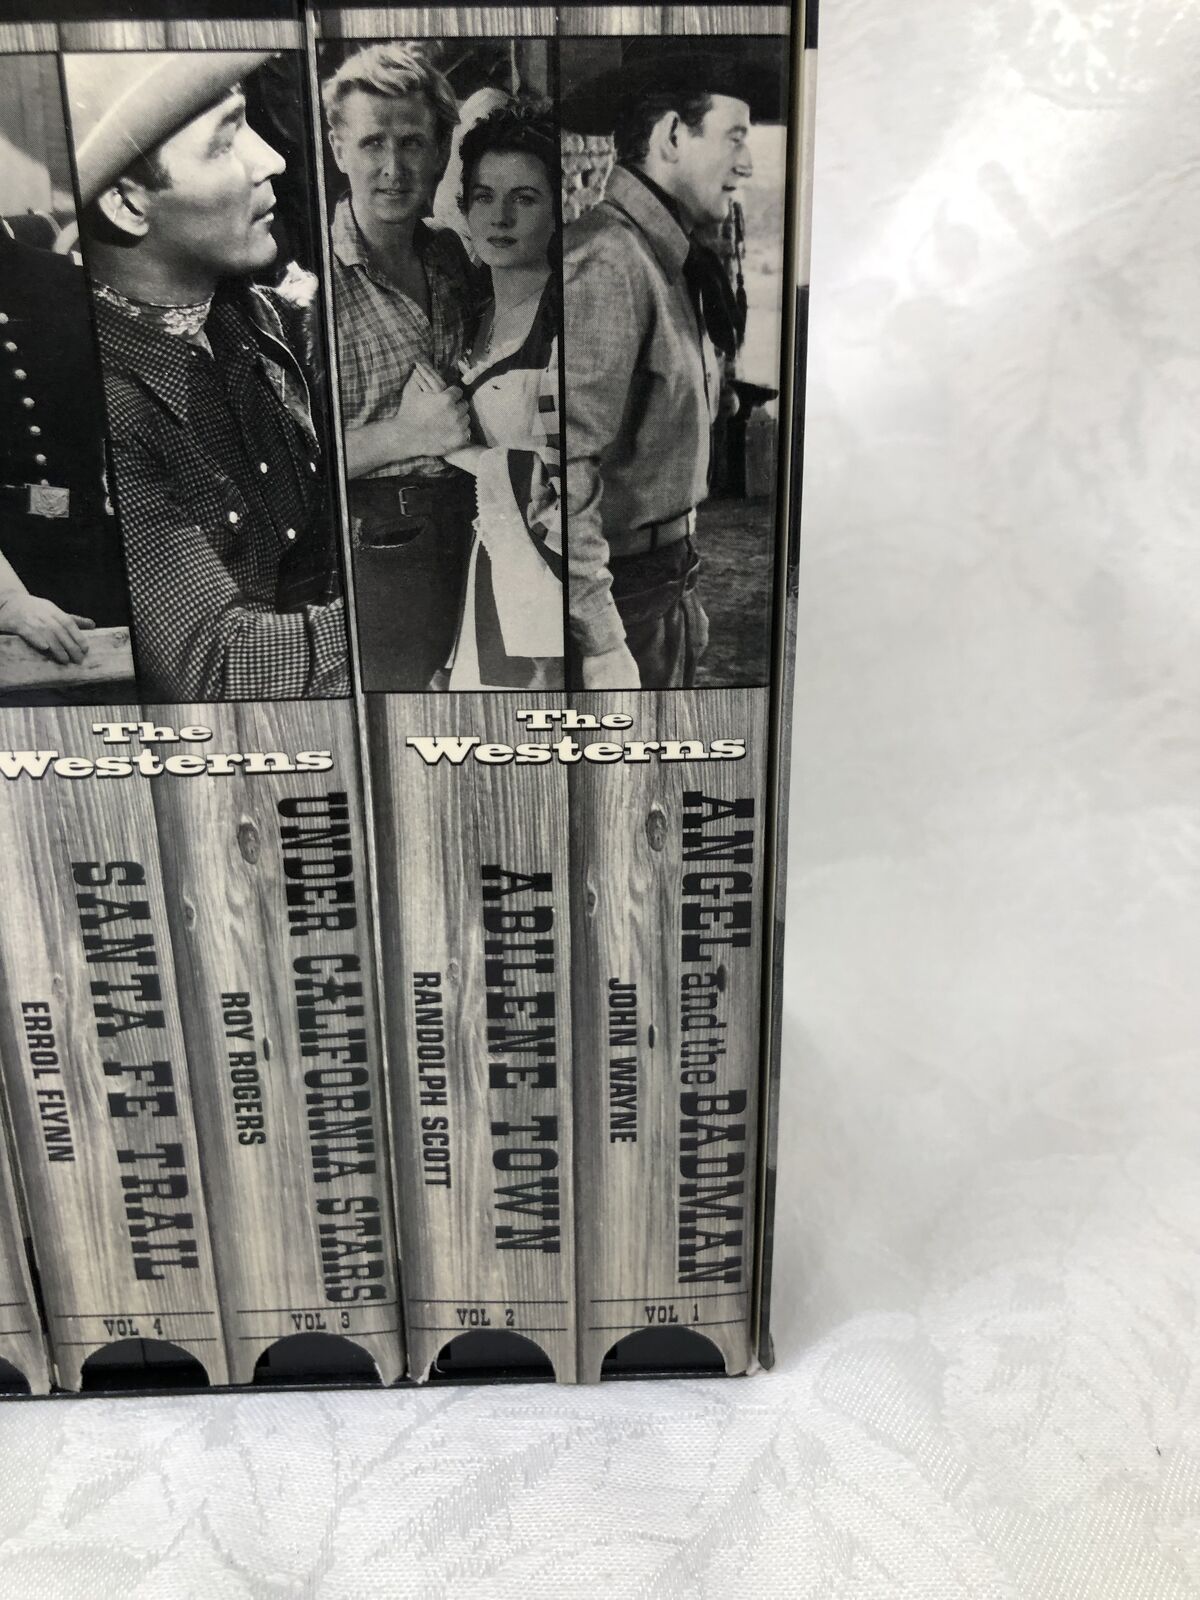 The
Westerns
The
Westerns
SANTA FE TRAIL
ERROL FLYNN
VOL 4
UNDER CALIFORNIA STARS
ROY ROGERS
VOL 3
ABILENE TOWN
RANDOLPH SCOTT
VOL 2
ANGEL and the BADMAN
JOHN WAYNE
VOL 1